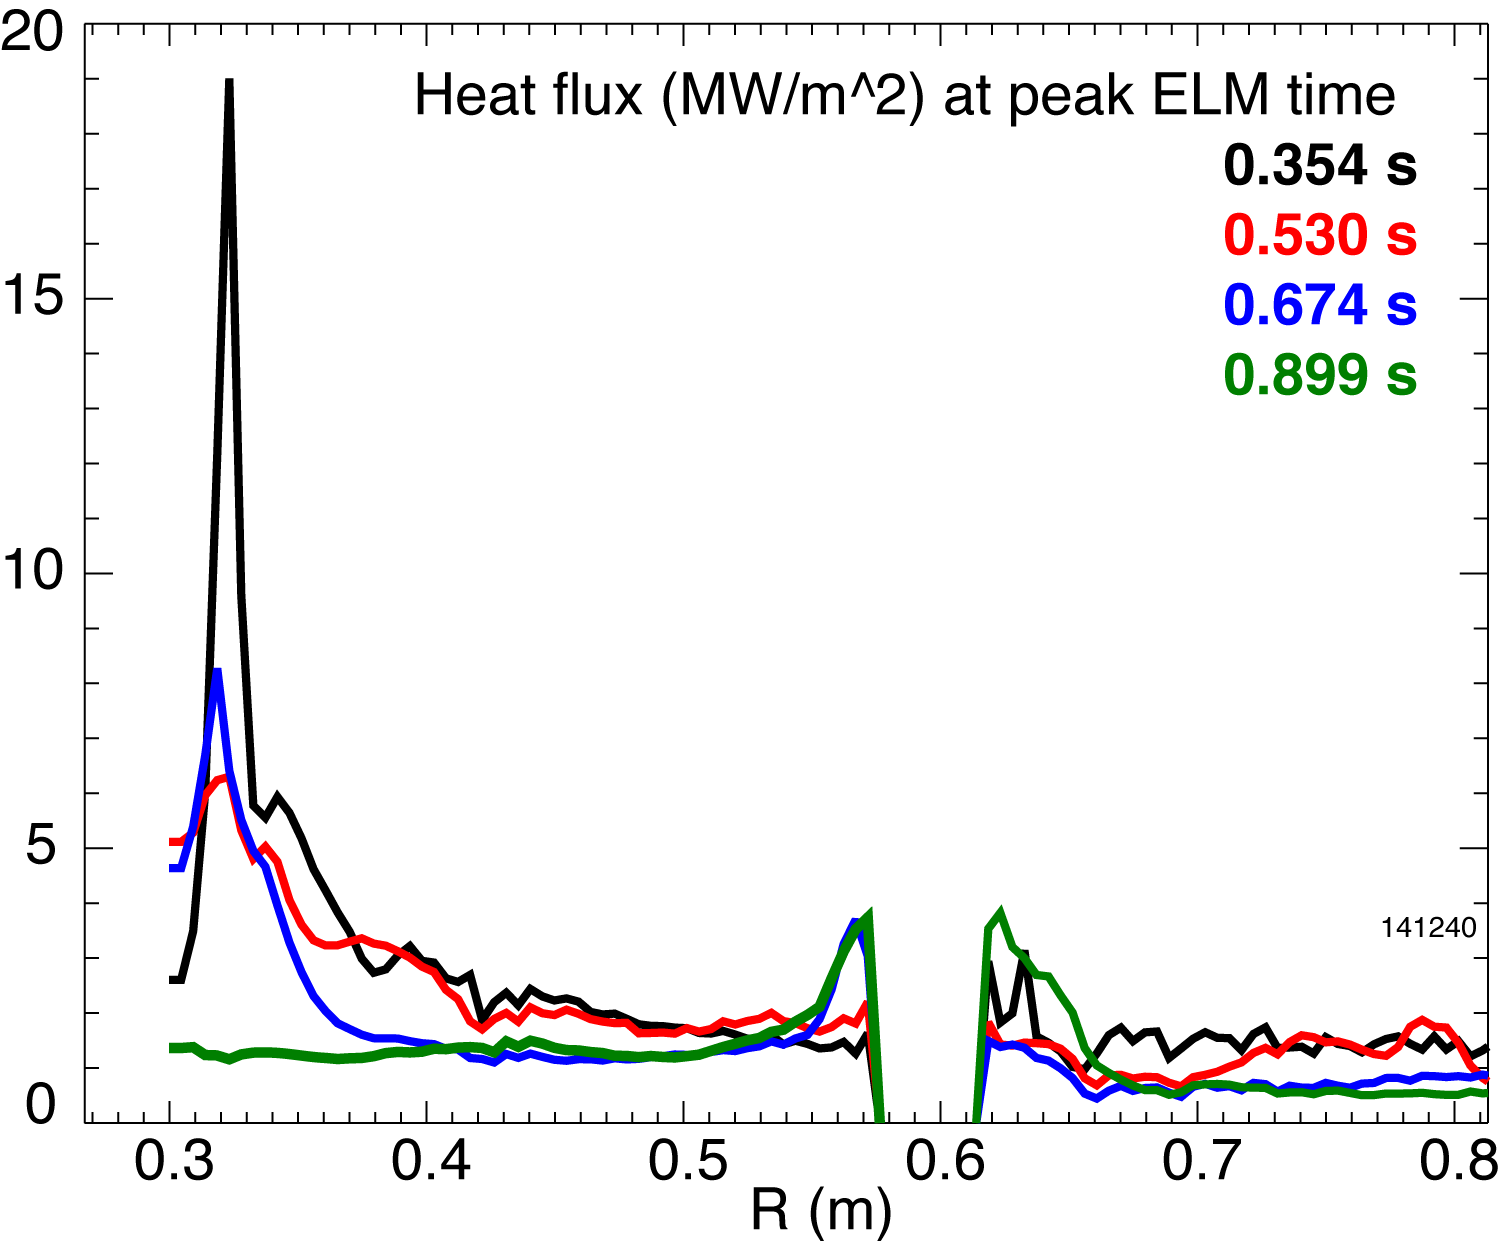 20
Heat flux (MW/m^2) at peak ELM time
0.354 s
0.530 s
15
0.674 s
0.899 s
10
5
141240
0
0.3 0.4 0.5 0.6 0.7 0.8
R (m)